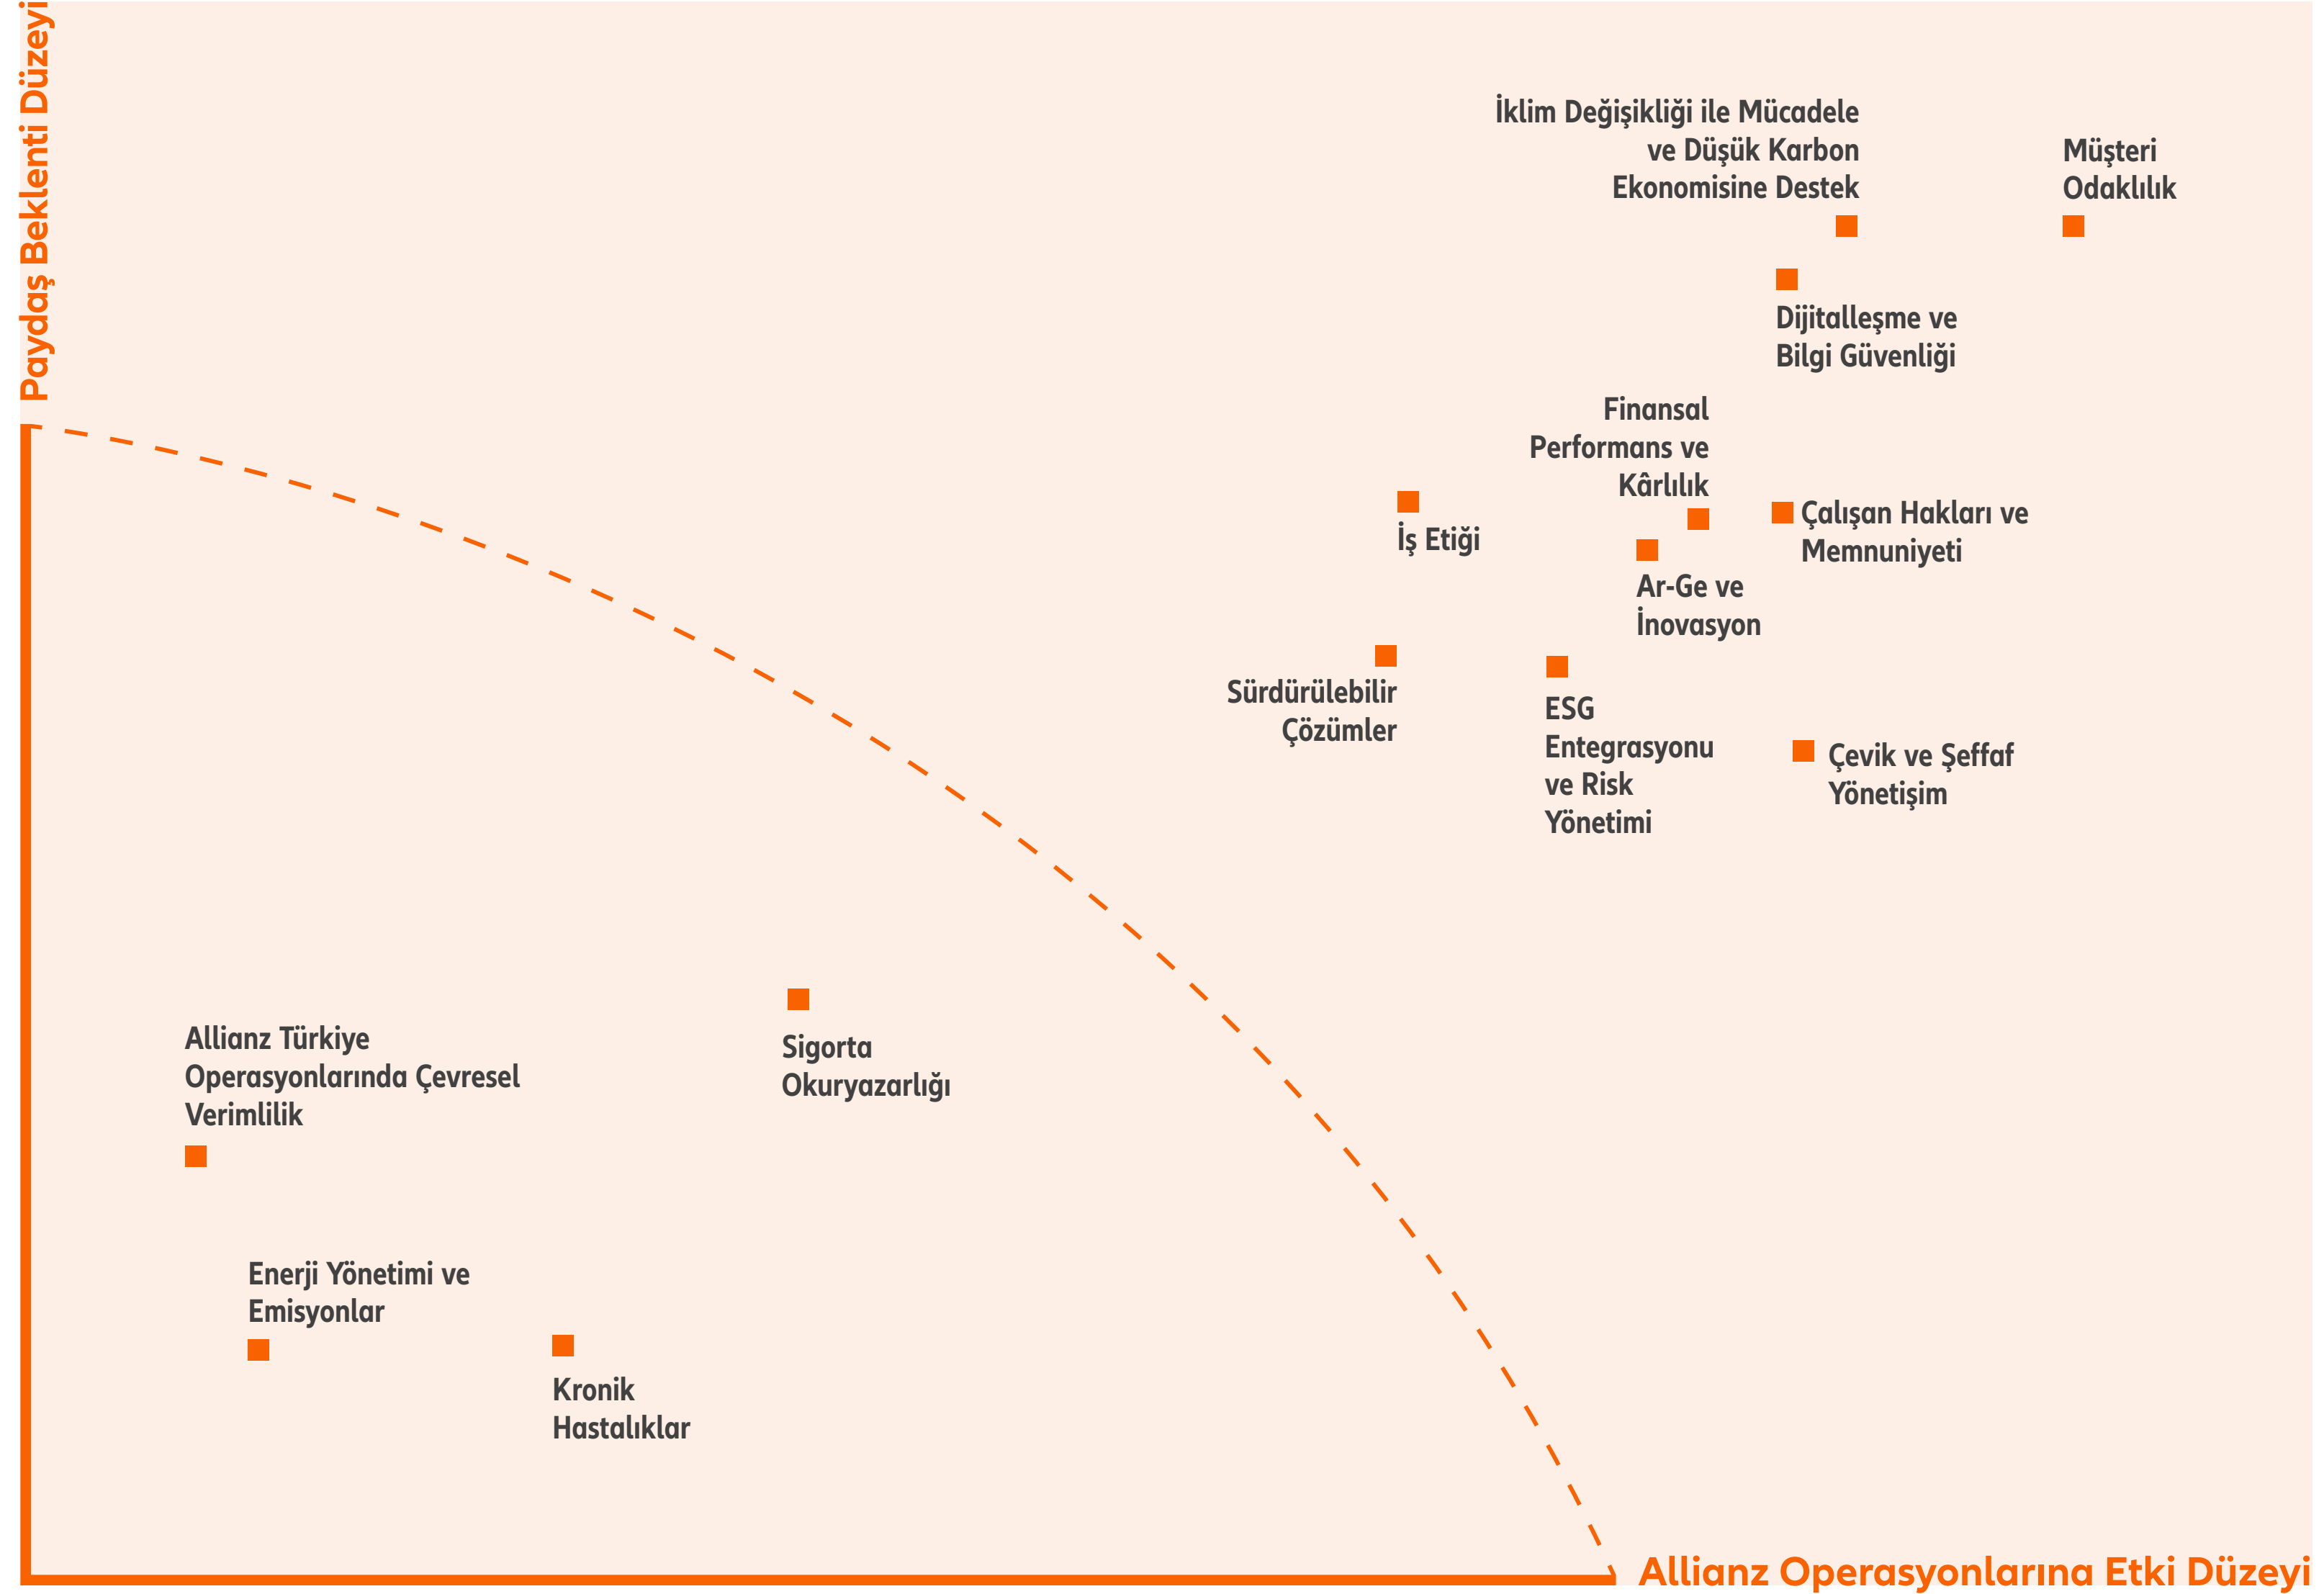 Paydaş Beklenti Düzeyi
İklim Değişikliği ile Mücadele
ve Düşük Karbon
Ekonomisine Destek
Müşteri
Odaklılık
Dijitalleşme ve
Bilgi Güvenliği
Finansal
Performans ve
Kârlılık
İş Etiği
Çalışan Hakları ve
Memnuniyeti
Ar-Ge ve
İnovasyon
Sürdürülebilir
Çözümler
ESG
Entegrasyonu
ve Risk
Yönetimi
Çevik ve Şeffaf
Yönetişim
Allianz Türkiye
Operasyonlarında Çevresel
Verimlilik
Sigorta
Okuryazarlığı
Enerji Yönetimi ve
Emisyonlar
Kronik
Hastalıklar
Allianz Operasyonlarına Etki Düzeyi